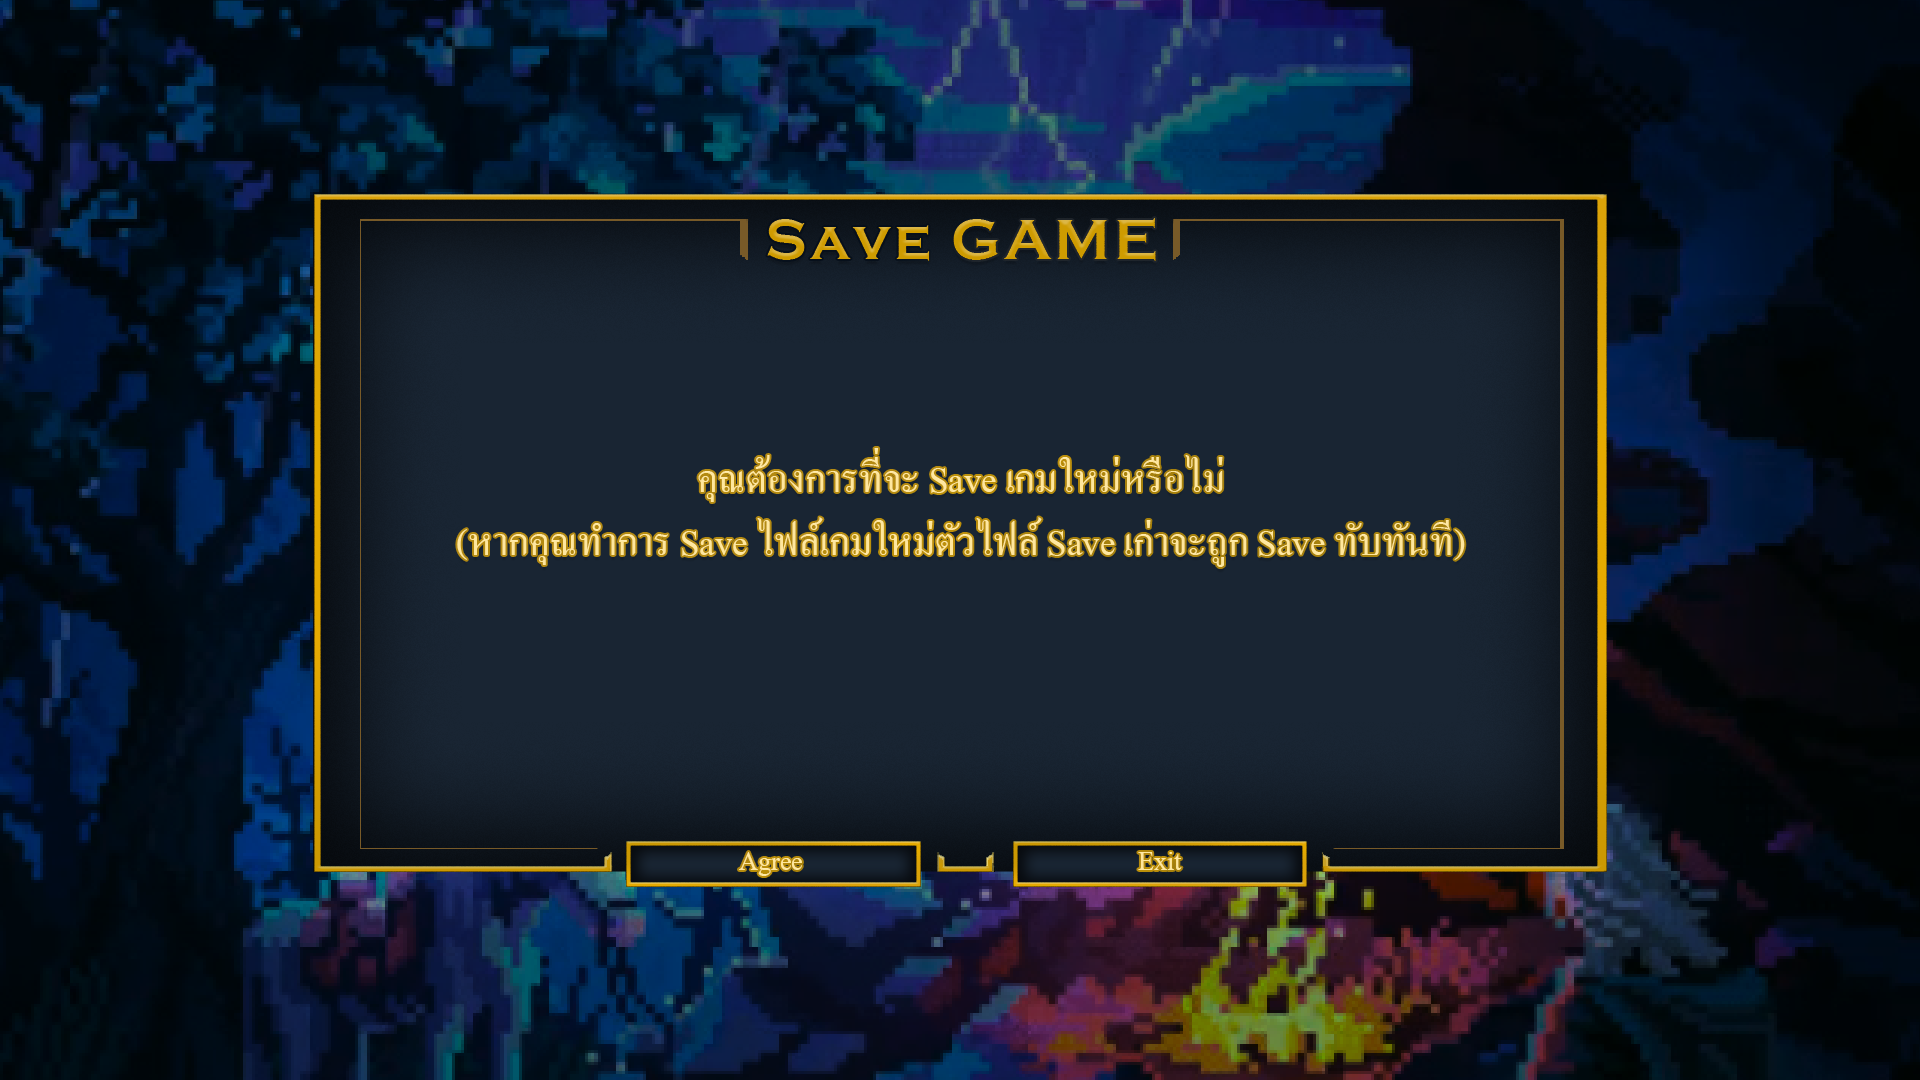 SAVE GAME
คุณต้องการที่จะ Save เกมใหม่หรือไม่
(หากคุณทำการ Save ไฟล์เกมใหม่ตัวไฟล์ Save เก่าจะถูก Save ทับทันที)
Agree
Exit